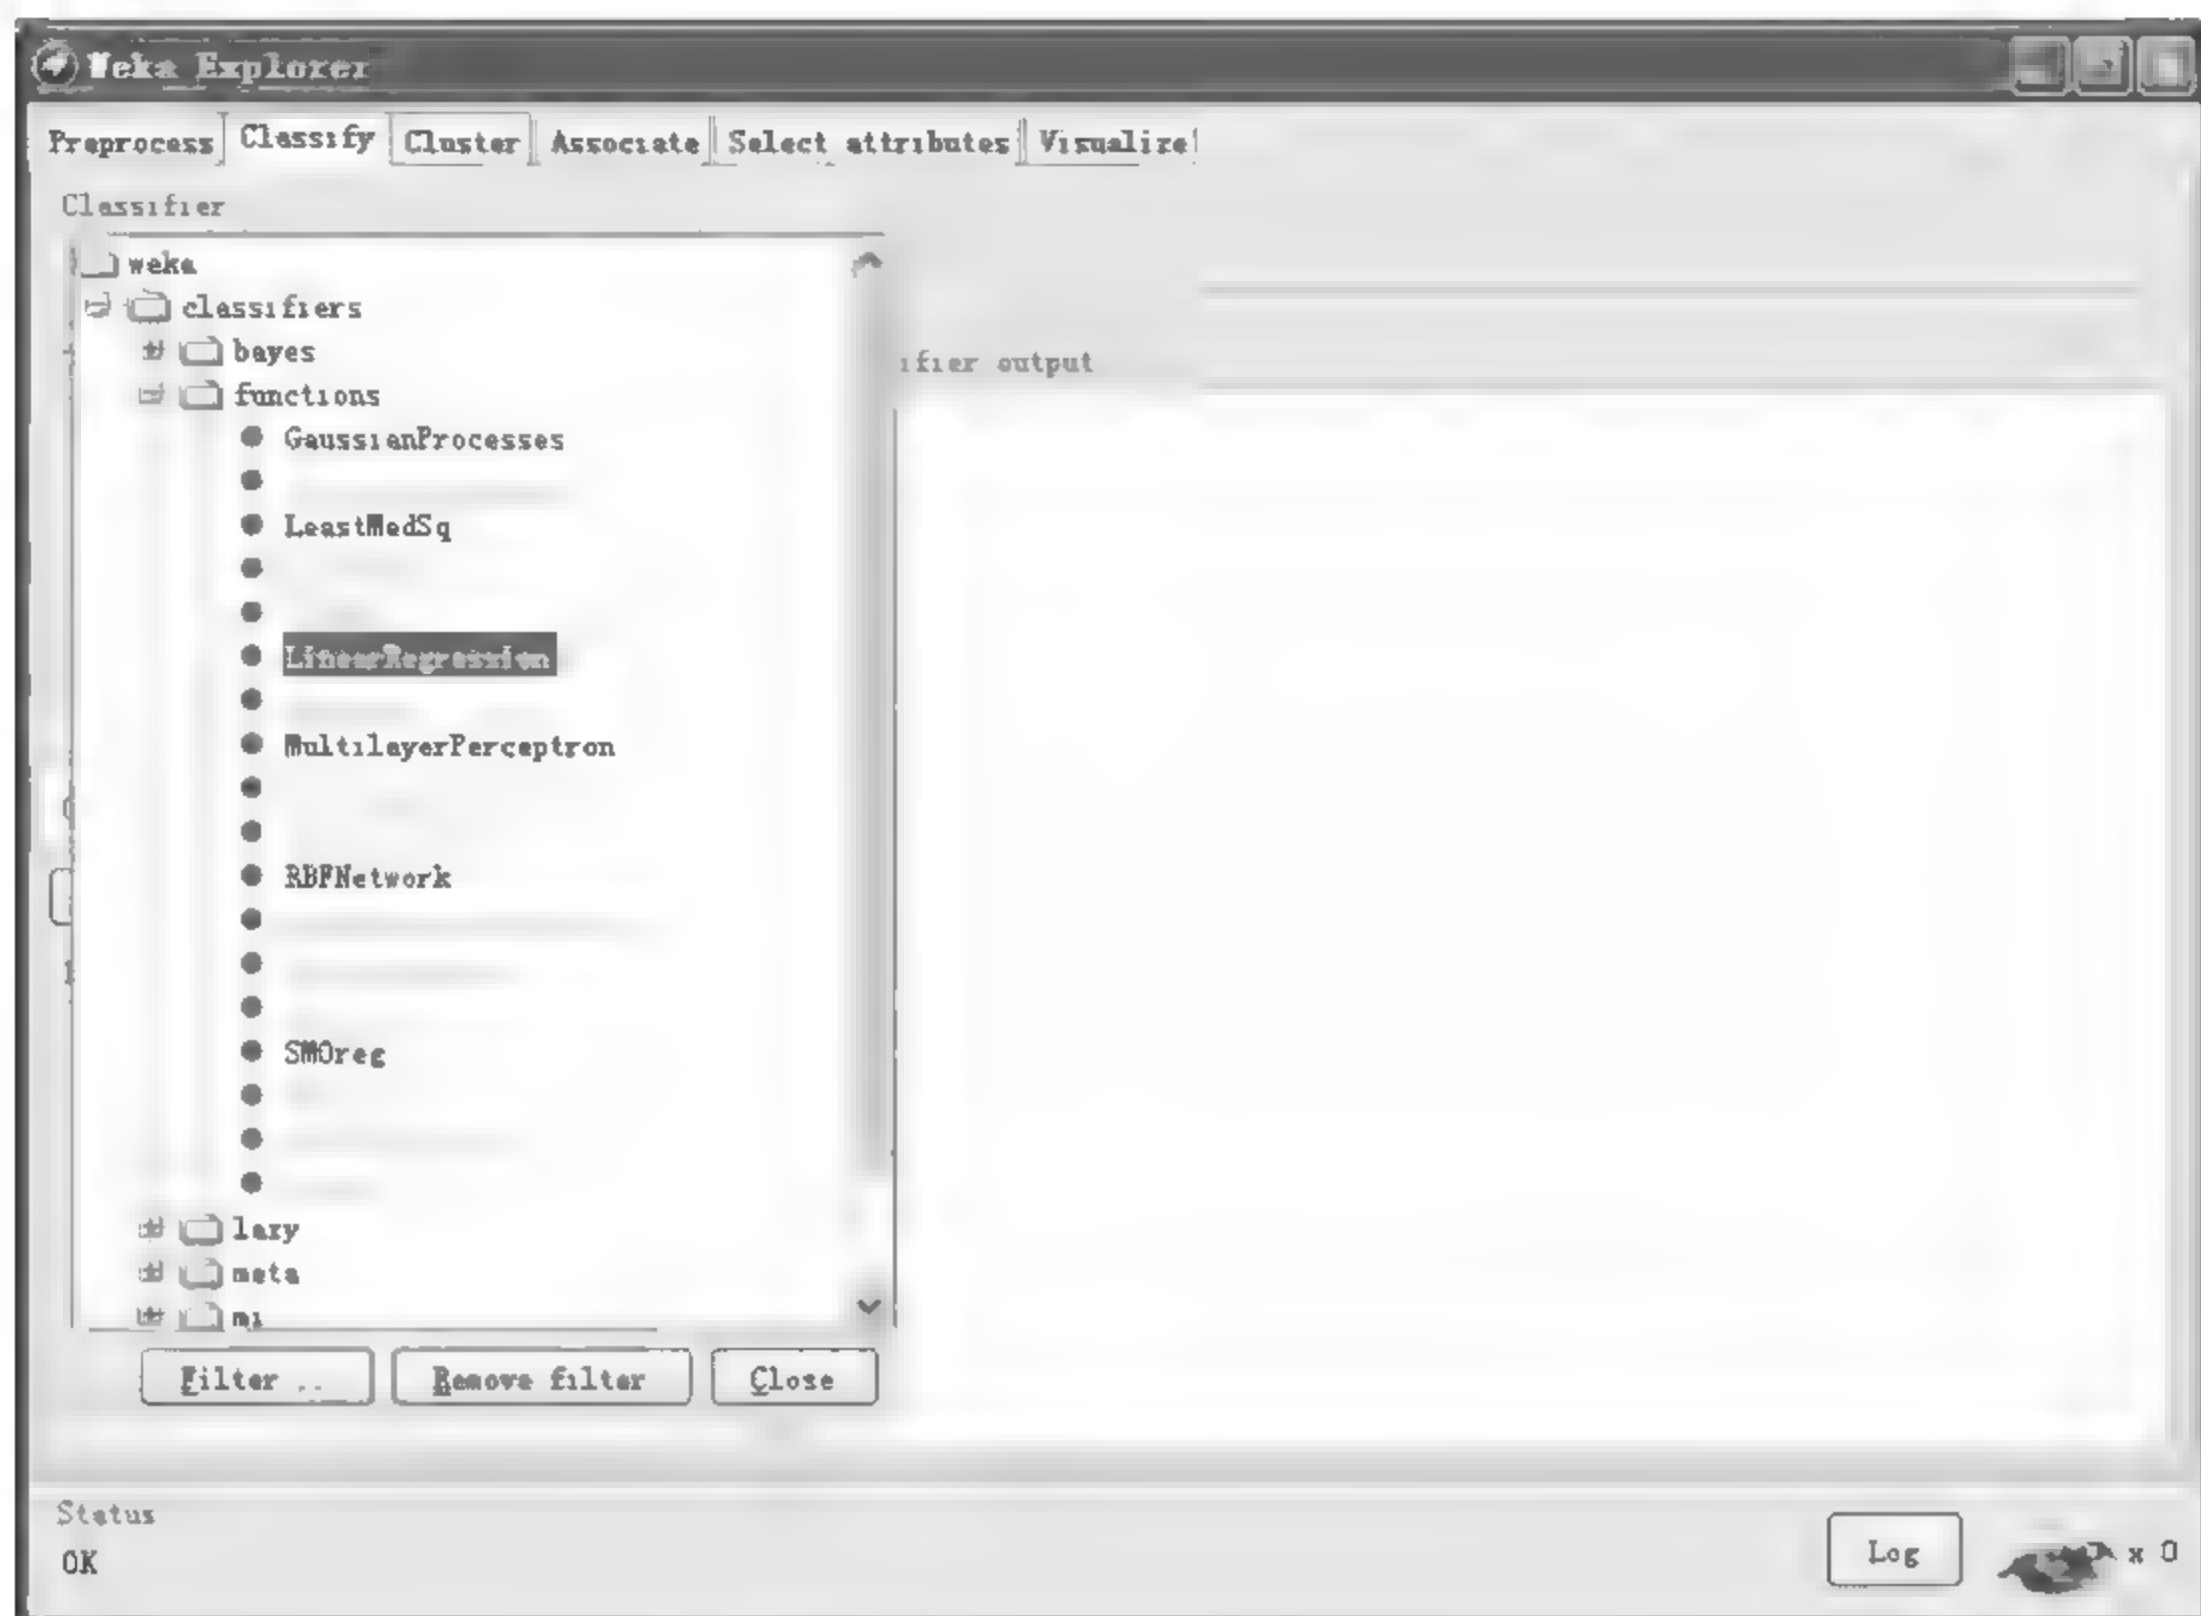 Weka Explorer
Preprocess Classify Cluster Associate Select attributes Visualize
Classifier
weka
classifiers
bayes
ifier output
functions
GaussianProcesses
LeastMedSq
LinearRegression
MultilayerPerceptron
RBFNetwork
SMOreg
lazy
meta
mi
Filter .. Remove filter Close
Status
OK
Log x 0